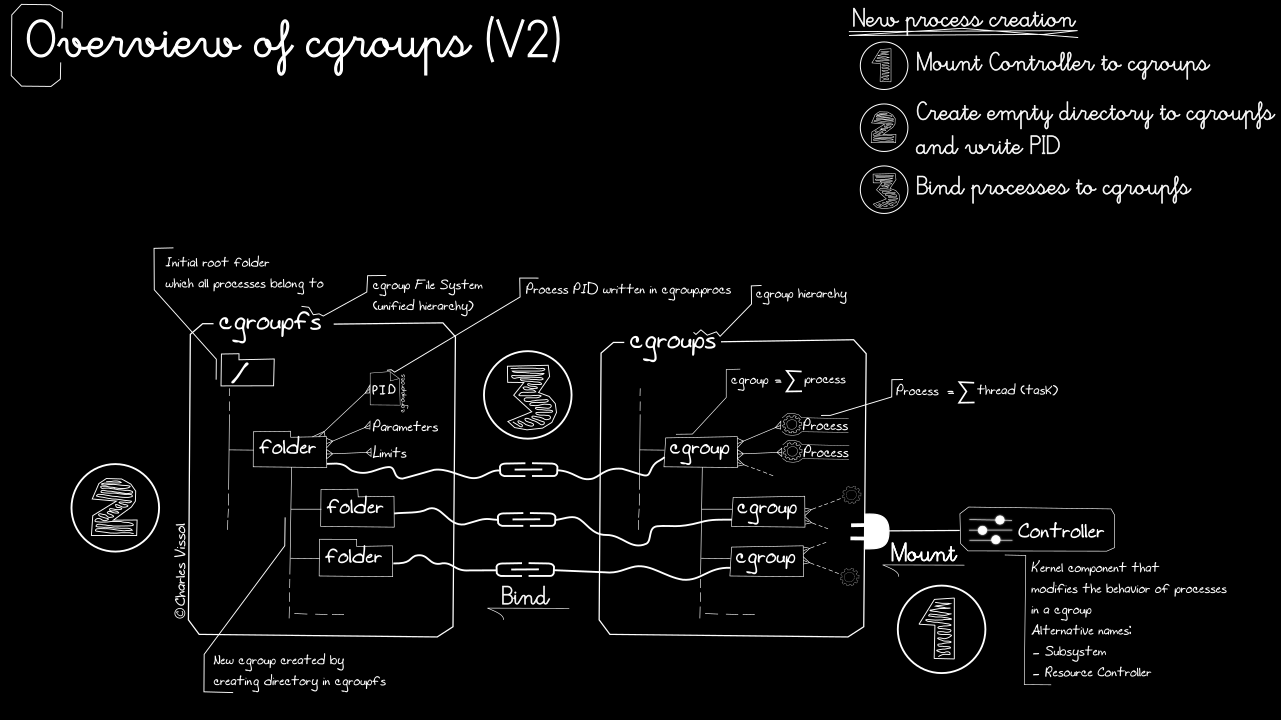 Overview of cgroups (V2)
New process creation
1 Mount Controller to cgroups
2 Create empty directory to cgroupfs
and write PID
3 Bind processes to cgroupfs
Initial root folder
which all processes belong to
cgroup File System
(unified hierarchy)
Process PID written in cgroup.procs
cgroup hierarchy
cgroupfs
cgroups
/
PID
cgroup.procs
Parameters
Limits
folder
folder
folder
3
cgroup = ∑ process
Process = ∑ thread (task)
Process
Process
cgroup
cgroup
cgroup
2
© Charles Vissol
Bind
Mount
Controller
1
Kernel component that
modifies the behavior of processes
in a cgroup
Alternative names:
- Subsystem
- Resource Controller
New cgroup created by
creating directory in cgroupfs